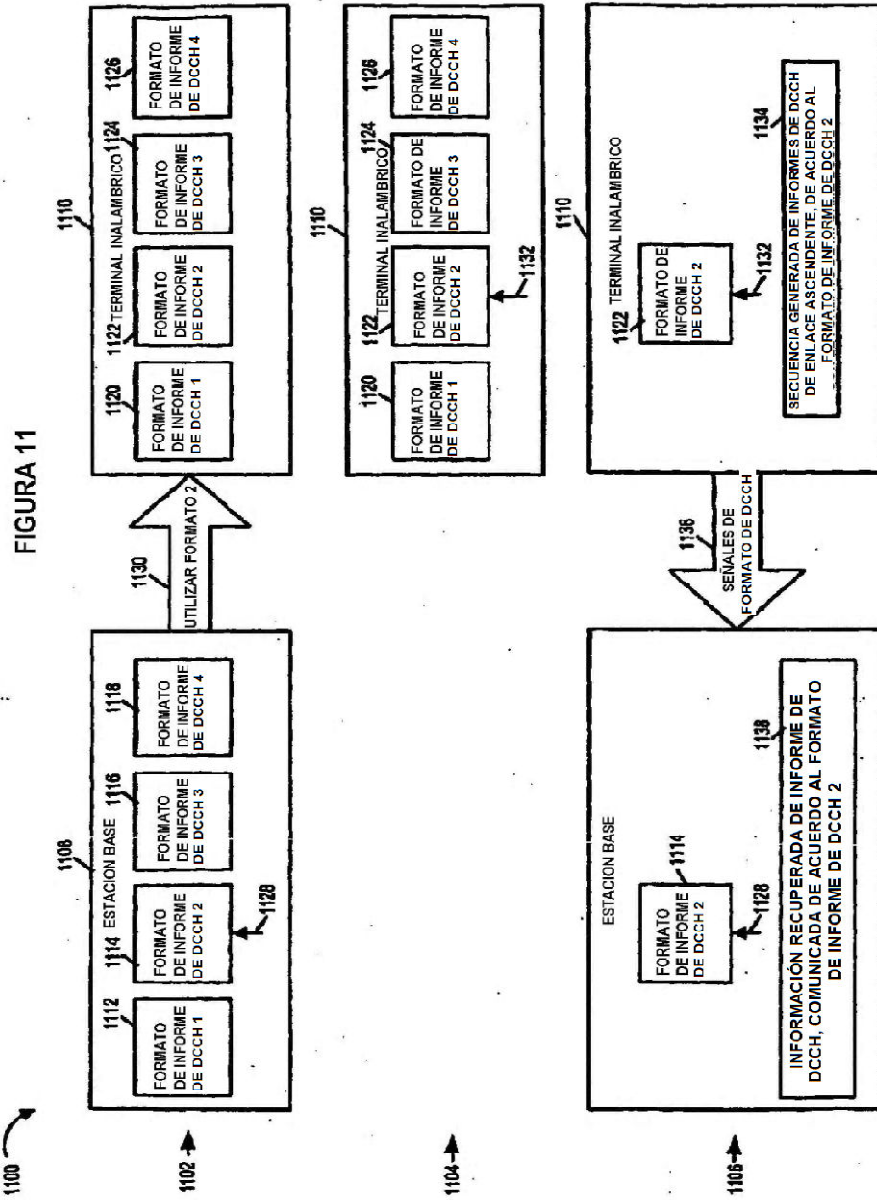 FIGURA 11
1100
1102
1108
ESTACION BASE
1112
FORMATO
DE INFORME
DE DCCH 1
1114
FORMATO
DE INFORME
DE DCCH 2
1128
1116
FORMATO
DE INFORME
DE DCCH 3
1118
FORMATO
DE INFORME
DE DCCH 4
1130
UTILIZAR FORMATO 2
1110
TERMINAL INALAMBRICO
1120
FORMATO
DE INFORME
DE DCCH 1
1122
FORMATO
DE INFORME
DE DCCH 2
1124
FORMATO
DE INFORME
DE DCCH 3
1126
FORMATO
DE INFORME
DE DCCH 4
1104
1110
TERMINAL INALAMBRICO
1120
FORMATO
DE INFORME
DE DCCH 1
1122
FORMATO
DE INFORME
DE DCCH 2
1132
1124
FORMATO DE
INFORME
DE DCCH 3
1126
FORMATO
DE INFORME
DE DCCH 4
1106
ESTACION BASE
1114
FORMATO
DE INFORME
DE DCCH 2
1128
1138
INFORMACIÓN RECUPERADA DE INFORME DE
DCCH, COMUNICADA DE ACUERDO AL FORMATO
DE INFORME DE DCCH 2
1136
SEÑALES DE
FORMATO DE DCCH
1110
TERMINAL INALAMBRICO
1122
FORMATO DE
INFORME
DE DCCH 2
1132
1134
SECUENCIA GENERADA DE INFORMES DE DCCH
DE ENLACE ASCENDENTE, DE ACUERDO AL
FORMATO DE INFORME DE DCCH 2